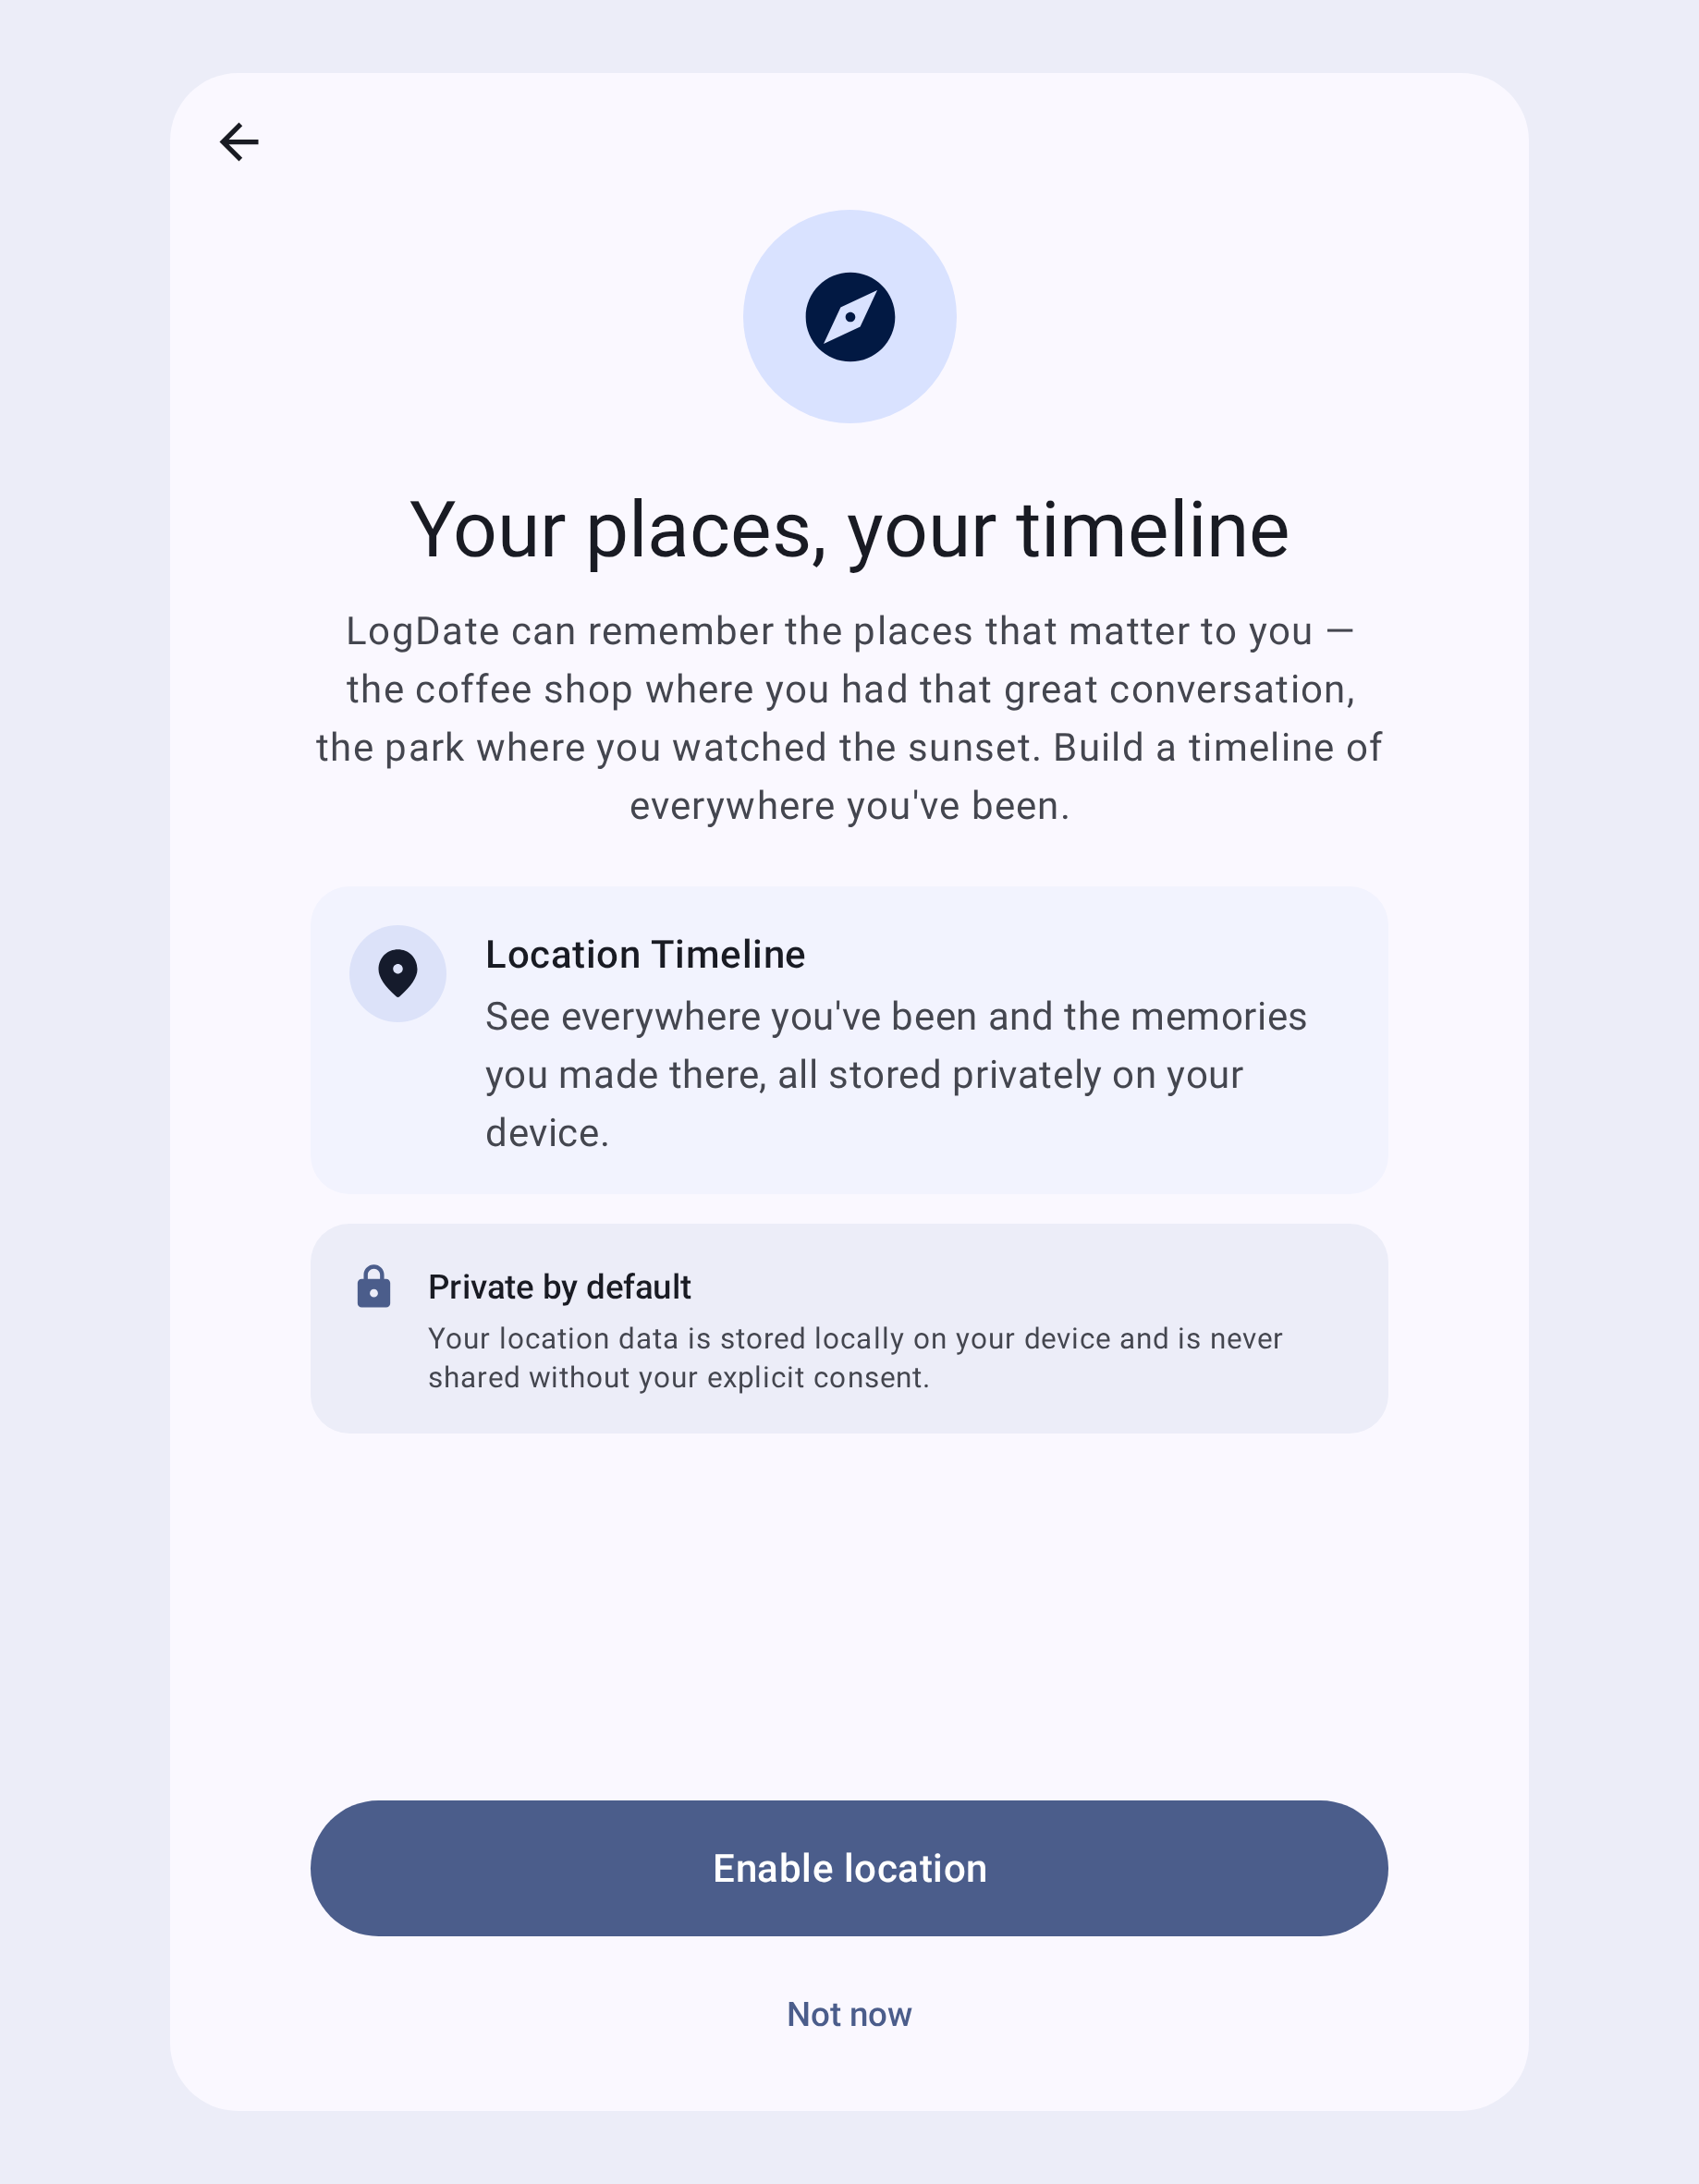 Your places, your timeline
LogDate can remember the places that matter to you —
the coffee shop where you had that great conversation,
the park where you watched the sunset. Build a timeline of
everywhere you've been.
Location Timeline
See everywhere you've been and the memories
you made there, all stored privately on your
device.
Private by default
Your location data is stored locally on your device and is never
shared without your explicit consent.
Enable location
Not now